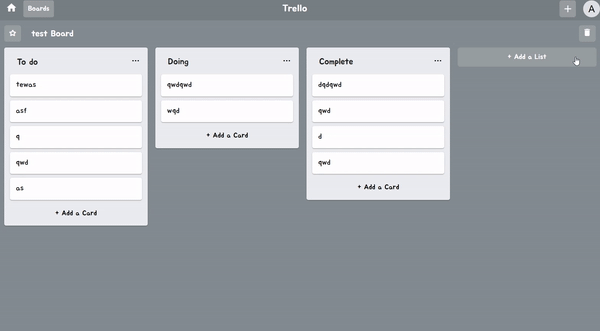 Boards
Trello
+
A
test Board
To do ...
tewas
asf
q
qwd
as
+ Add a Card
Doing ...
qwdqwd
wqd
+ Add a Card
Complete ...
dqdqwd
qwd
d
qwd
+ Add a Card
+ Add a List